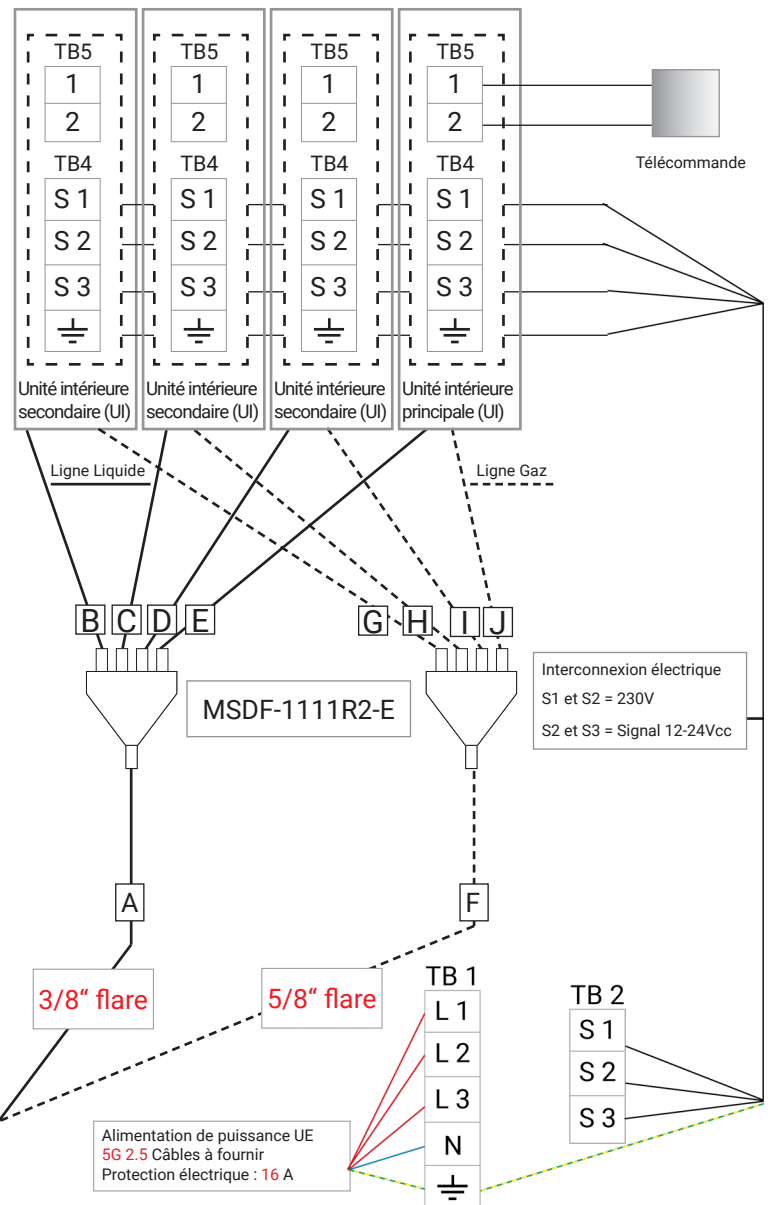 TB5 TB5 TB5 TB5
1 1 1 1
2 2 2 2
Télécommande
TB4 TB4 TB4 TB4
S 1 S 1 S 1 S 1
S 2 S 2 S 2 S 2
S 3 S 3 S 3 S 3
Unité intérieure
secondaire (UI)
Unité intérieure
secondaire (UI)
Unité intérieure
secondaire (UI)
Unité intérieure
principale (UI)
Ligne Liquide
Ligne Gaz
B C D E
G H I J
MSDF-1111R2-E
Interconnexion électrique
S1 et S2 = 230V
S2 et S3 = Signal 12-24Vcc
A
F
3/8“ flare
5/8“ flare
TB 1
L 1
L 2
L 3
N
TB 2
S 1
S 2
S 3
Alimentation de puissance UE
5G 2.5 Câbles à fournir
Protection électrique : 16 A